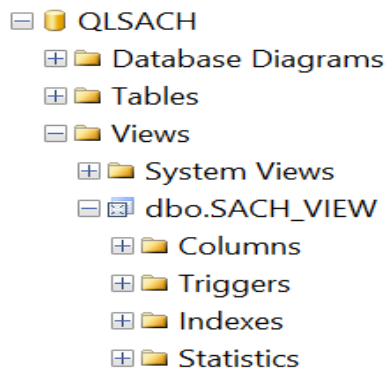 QLSACH
Database Diagrams
Tables
Views
System Views
dbo.SACH_VIEW
Columns
Triggers
Indexes
Statistics